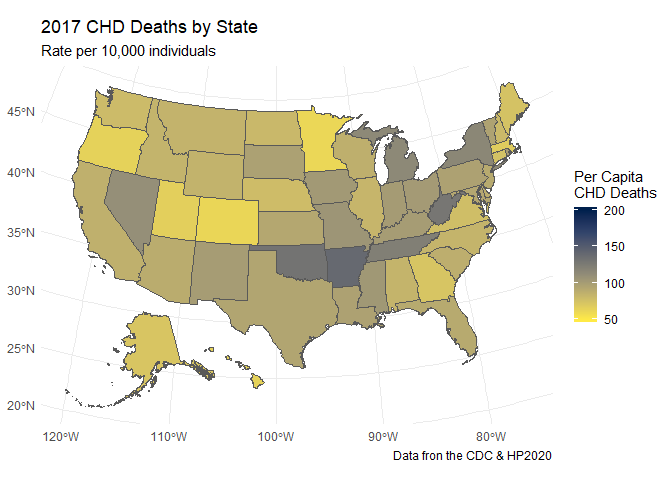 2017 CHD Deaths by State
Rate per 10,000 individuals
45°N
40°N
35°N
30°N
25°N
20°N
120°W
110°W
100°W
90°W
80°W
Per Capita
CHD Deaths
200
150
100
50
Data fron the CDC & HP2020